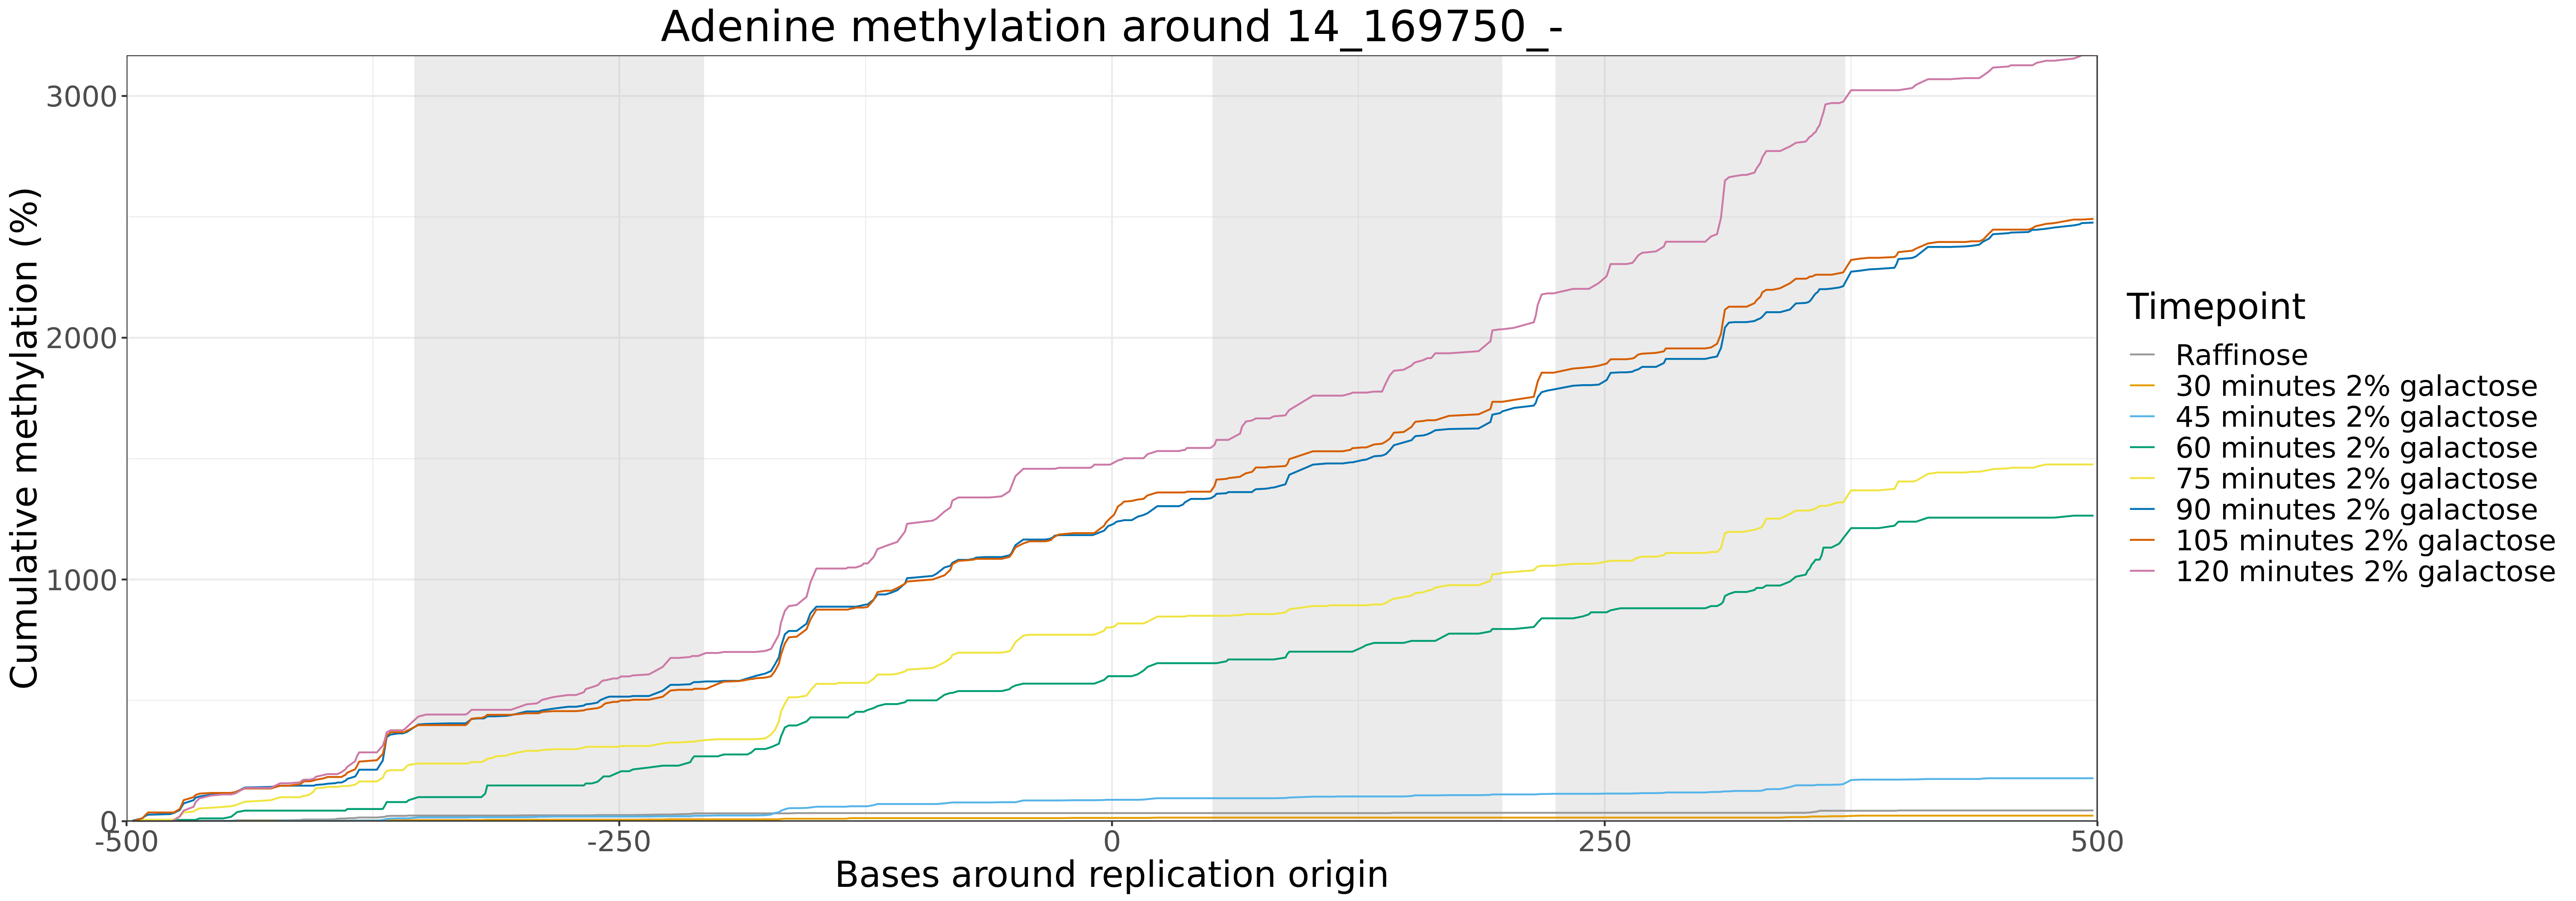 Adenine methylation around 14_169750_-
Cumulative methylation (%)
3000
2000
1000
0
-500
-250
0
250
500
Bases around replication origin
Timepoint
Raffinose
30 minutes 2% galactose
45 minutes 2% galactose
60 minutes 2% galactose
75 minutes 2% galactose
90 minutes 2% galactose
105 minutes 2% galactose
120 minutes 2% galactose